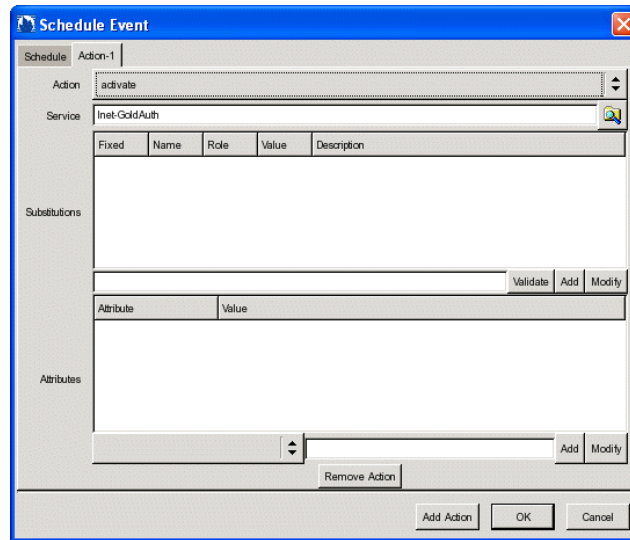 Schedule Event
Schedule Action-1
Action activate
Service Inet-GoldAuth
Fixed Name Role Value Description
Substitutions
Validate Add Modify
Attribute Value
Attributes
Add Modify
Remove Action
Add Action OK Cancel